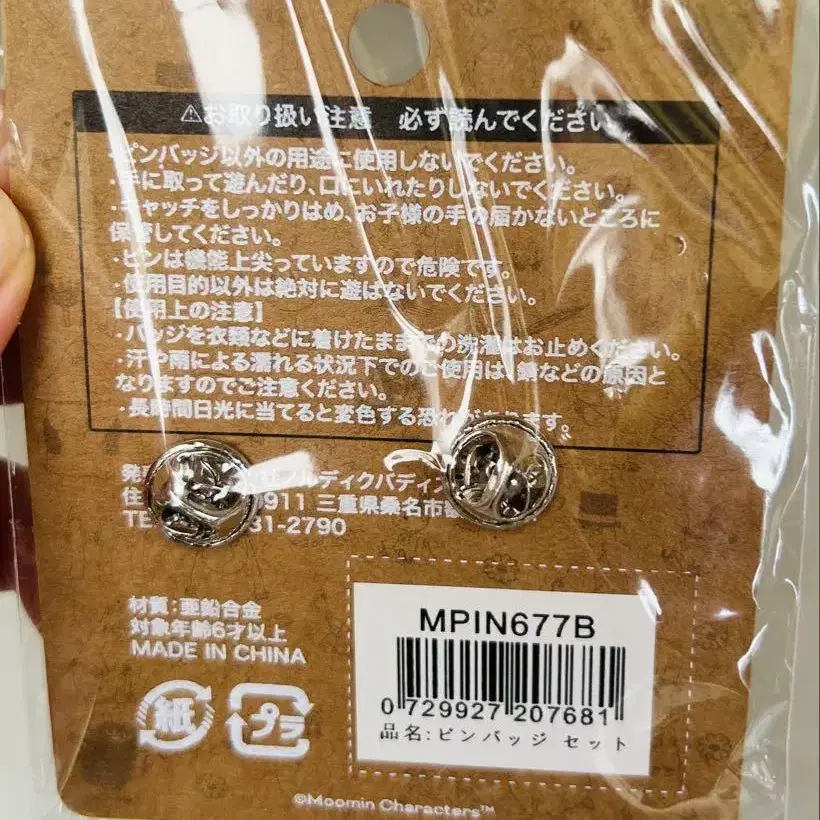 ⚠お取り扱い注意 必ず読んでください
・ピンバッジ以外の用途に使用しないでください。
・手に取って遊んだり、口にいれたりしないでください。
・キャッチをしっかりはめ、お子様の手の届かないところに
保管してください。
・ピンは機能上尖っていますので危険です。
・使用目的以外は絶対に遊ばないでください。
【使用上の注意】
・バッジを衣類などに着けたままでの洗濯はお止めください。
・汗や雨による濡れる状況下でのご使用は、錆などの原因と
なりますのでご注意ください。
・長時間日光に当てると変色する恐れがあります。
発 ノルディクバディズ
住 0911 三重県桑名市
TE 31-2790
材質:亜鉛合金
対象年齢6才以上
MADE IN CHINA
紙
プラ
MPIN677B
0 729927 207681
品名:ピンバッジ セット
©Moomin Characters™